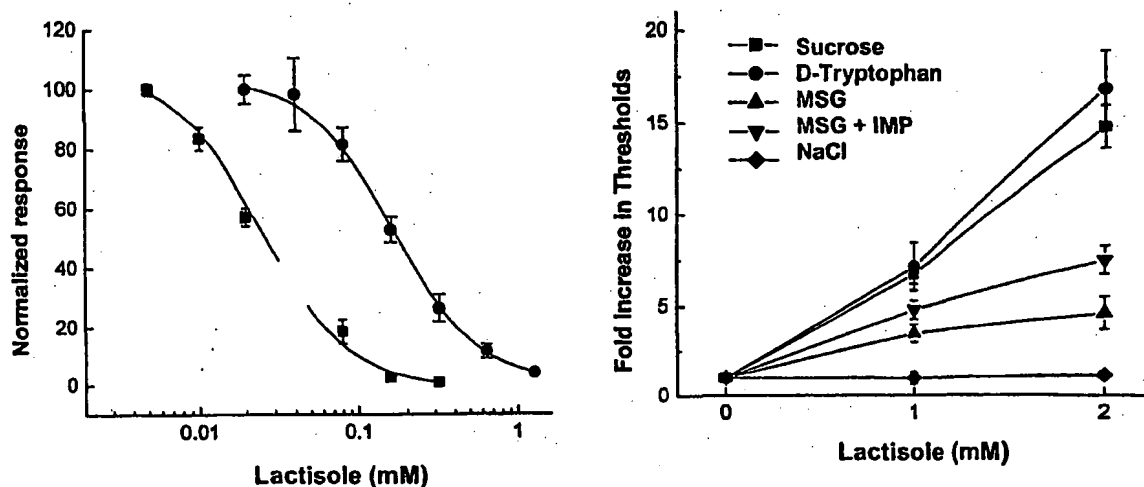 Normalized response
120
100
80
60
40
20
0
0.01
0.1
1
Lactisole (mM)
Fold Increase in Thresholds
20
15
10
5
0
Sucrose
D-Tryptophan
MSG
MSG + IMP
NaCl
0
1
2
Lactisole (mM)